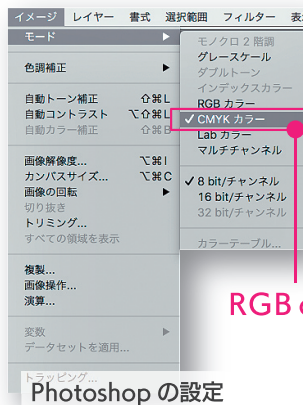 イメージ レイヤー 書式 選択範囲 フィルター
モード
色調補正
自動トーン補正 ⇧⌘L
自動コントラスト ⌥⇧⌘L
自動カラー補正 ⇧⌘B
画像解像度... ⌥⌘I
カンバスサイズ... ⌥⌘C
画像の回転
切り抜き
トリミング...
すべての領域を表示
複製...
画像操作...
演算...
変数
データセットを適用...
トラッピング...
モノクロ 2 階調
グレースケール
ダブルトーン
インデックスカラー
RGB カラー
✓ CMYK カラー
Lab カラー
マルチチャンネル
✓ 8 bit/チャンネル
16 bit/チャンネル
32 bit/チャンネル
カラーテーブル...
RGB
Photoshop の設定